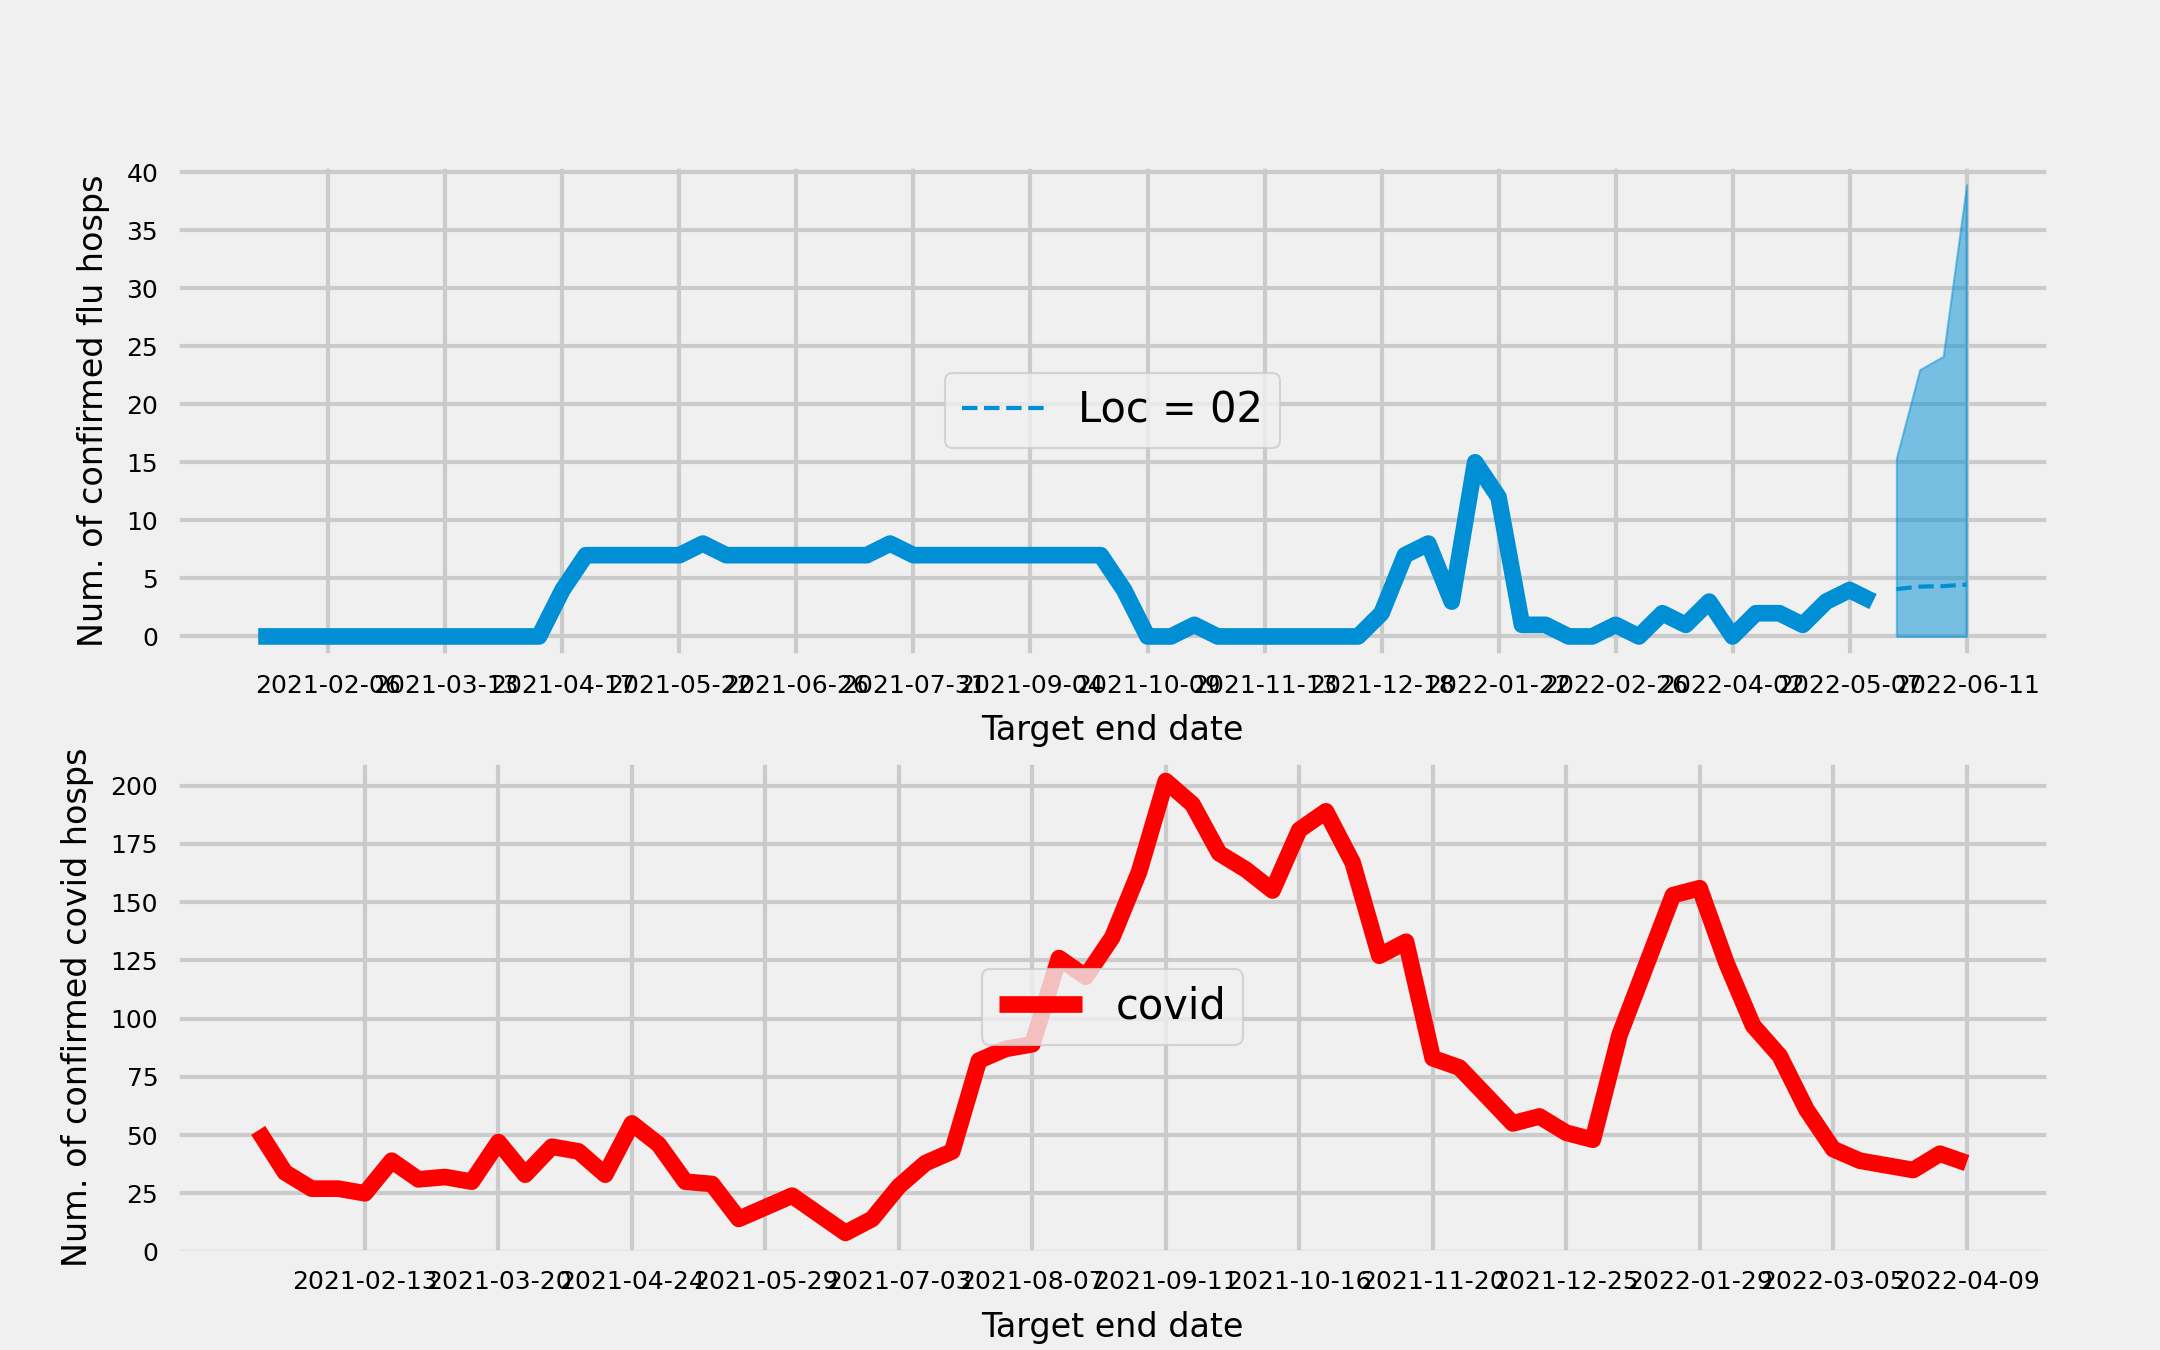 40
35
30
25
20
15
10
5
0
Num. of confirmed flu hosps
Loc = 02
2021-02-06 2021-03-13 2021-04-17 2021-05-22 2021-06-26 2021-07-31 2021-09-04 2021-10-09 2021-11-13 2021-12-18 2022-01-22 2022-02-26 2022-04-02 2022-05-07 2022-06-11
Target end date
200
175
150
125
100
75
50
25
0
Num. of confirmed covid hosps
covid
2021-02-13 2021-03-20 2021-04-24 2021-05-29 2021-07-03 2021-08-07 2021-09-11 2021-10-16 2021-11-20 2021-12-25 2022-01-29 2022-03-05 2022-04-09
Target end date